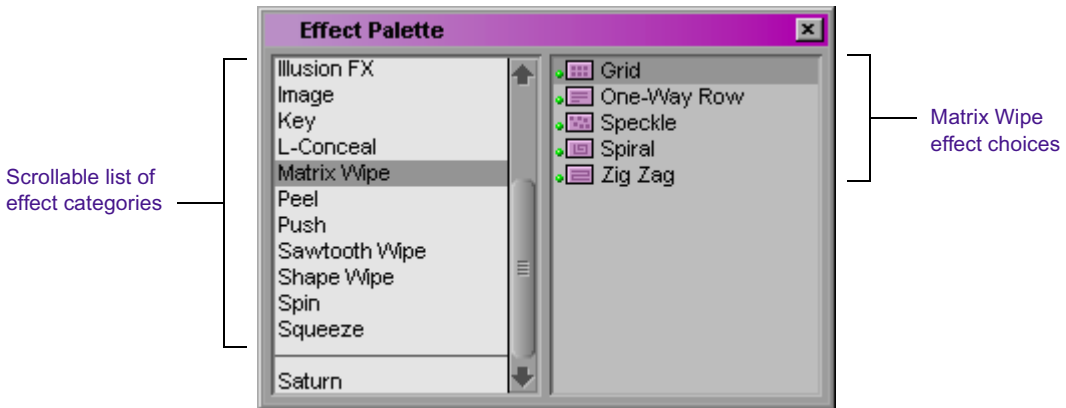 Effect Palette
Illusion FX
Image
Key
L-Conceal
Matrix Wipe
Peel
Push
Sawtooth Wipe
Shape Wipe
Spin
Squeeze
Saturn
Grid
One-Way Row
Speckle
Spiral
Zig Zag
Scrollable list of
effect categories
Matrix Wipe
effect choices